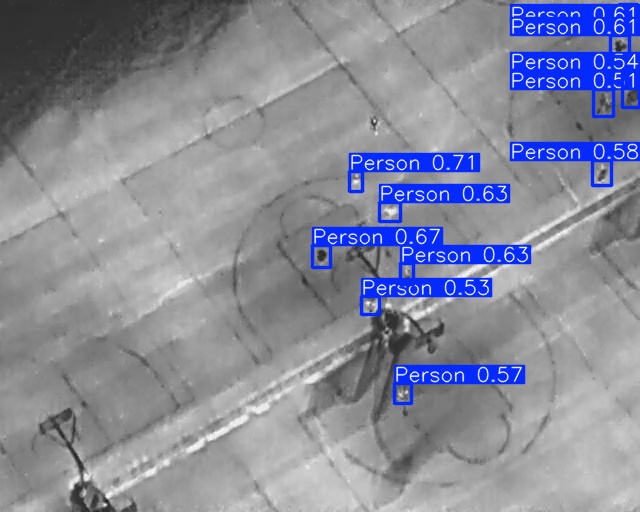 Person 0.61
Person 0.61
Person 0.54
Person 0.51
Person 0.58
Person 0.71
Person 0.63
Person 0.67
Person 0.63
Person 0.53
Person 0.57